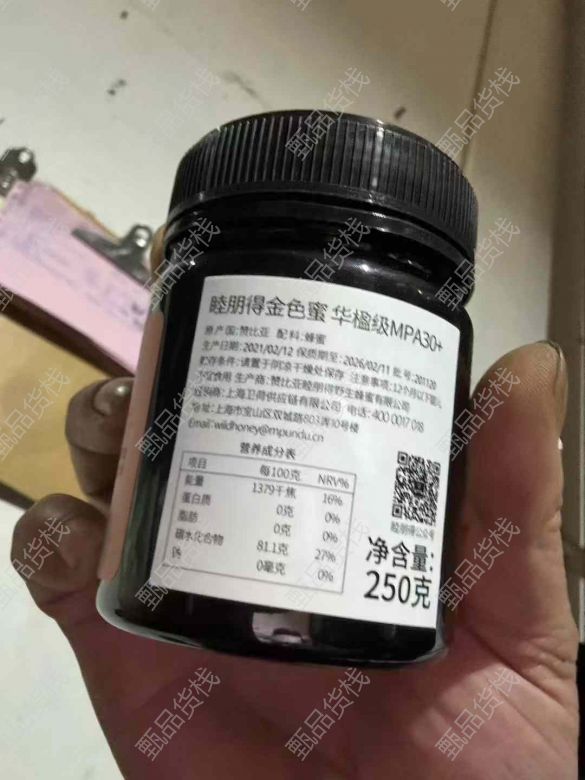 睦朋得金色蜜 华楹级MPA30+
原产国:赞比亚 配料:蜂蜜
生产日期:2021/02/12 保质期至:2026/02/11 批号:201120
贮存条件:请置于阴凉干燥处保存 注意事项:12个月以下婴儿
不宜食用 生产商:赞比亚睦朋得野生蜂蜜有限公司
经销商:上海卫荷供应链有限公司 电话:400 0017 018
地址:上海市宝山区双城路803弄10号楼
Email:wildhoney@mpundu.cn
营养成分表
项目 每100克 NRV%
能量 1379千焦 16%
蛋白质 0克 0%
脂肪 0克 0%
碳水化合物 81.1克 27%
钠 0毫克 0%
睦朋得公众号
净含量:
250克
甄品货栈